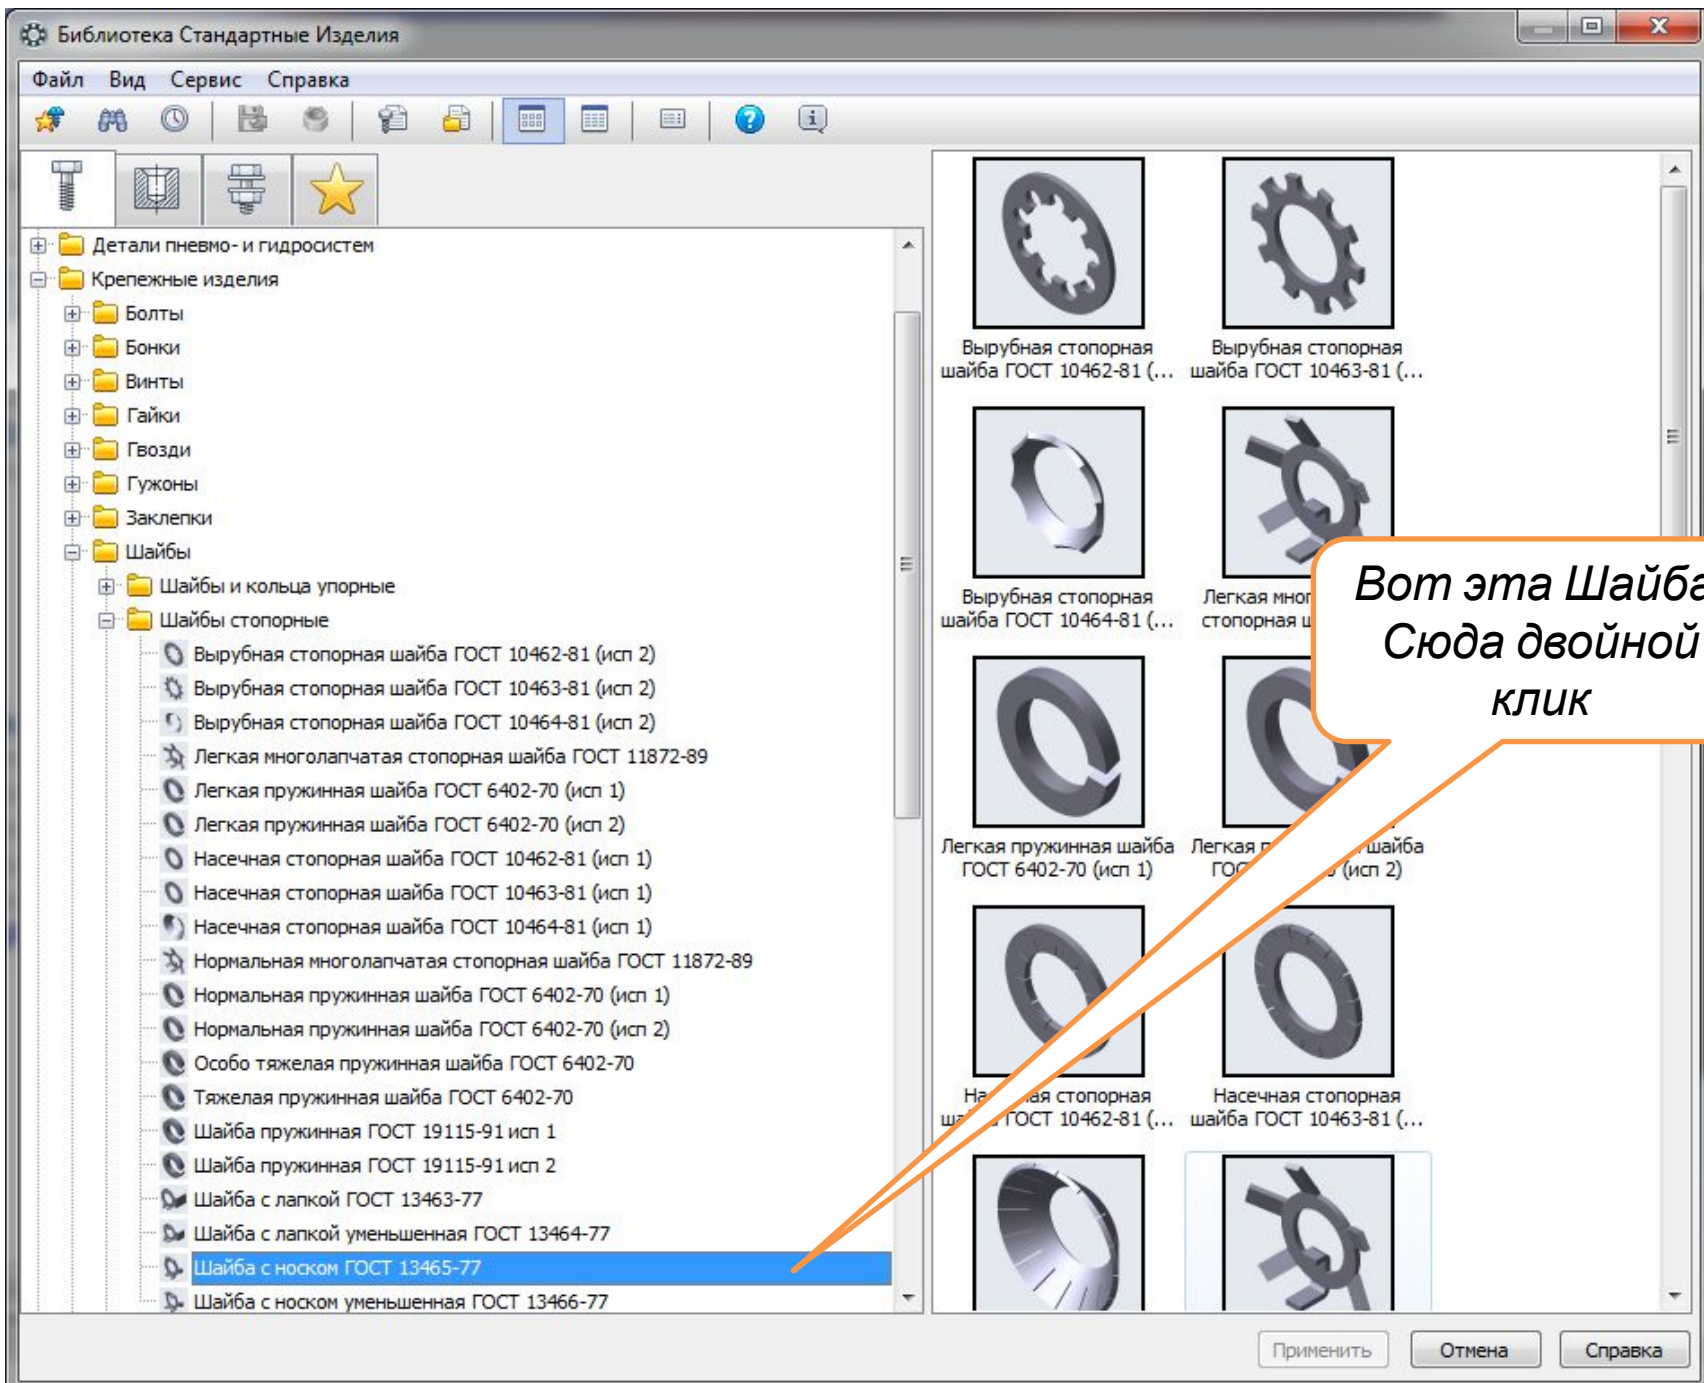 Библиотека Стандартные Изделия
Файл Вид Сервис Справка
Детали пневмо- и гидросистем
Крепежные изделия
Болты
Бонки
Винты
Гайки
Гвозди
Гужоны
Заклепки
Шайбы
Шайбы и кольца упорные
Шайбы стопорные
Вырубная стопорная шайба ГОСТ 10462-81 (исп 2)
Вырубная стопорная шайба ГОСТ 10463-81 (исп 2)
Вырубная стопорная шайба ГОСТ 10464-81 (исп 2)
Легкая многолапчатая стопорная шайба ГОСТ 11872-89
Легкая пружинная шайба ГОСТ 6402-70 (исп 1)
Легкая пружинная шайба ГОСТ 6402-70 (исп 2)
Насечная стопорная шайба ГОСТ 10462-81 (исп 1)
Насечная стопорная шайба ГОСТ 10463-81 (исп 1)
Насечная стопорная шайба ГОСТ 10464-81 (исп 1)
Нормальная многолапчатая стопорная шайба ГОСТ 11872-89
Нормальная пружинная шайба ГОСТ 6402-70 (исп 1)
Нормальная пружинная шайба ГОСТ 6402-70 (исп 2)
Особо тяжелая пружинная шайба ГОСТ 6402-70
Тяжелая пружинная шайба ГОСТ 6402-70
Шайба пружинная ГОСТ 19115-91 исп 1
Шайба пружинная ГОСТ 19115-91 исп 2
Шайба с лапкой ГОСТ 13463-77
Шайба с лапкой уменьшенная ГОСТ 13464-77
Шайба с носком ГОСТ 13465-77
Шайба с носком уменьшенная ГОСТ 13466-77
Вырубная стопорная
шайба ГОСТ 10462-81 (...
Вырубная стопорная
шайба ГОСТ 10463-81 (...
Вырубная стопорная
шайба ГОСТ 10464-81 (...
Легкая
стопорная
Вот эта Шайба
Сюда двойной
клик
Легкая пружинная шайба
ГОСТ 6402-70 (исп 1)
Легкая шайба
(исп 2)
стопорная
ГОСТ 10462-81 (...
Насечная стопорная
шайба ГОСТ 10463-81 (...
Применить Отмена Справка